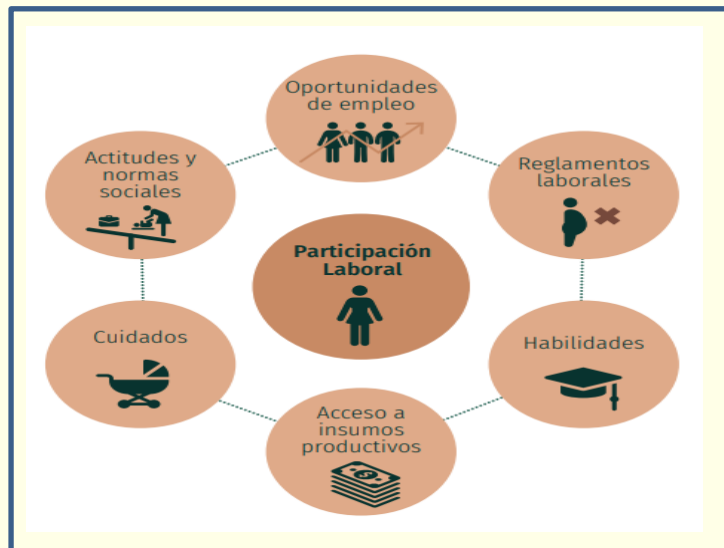 Oportunidades
de empleo
Actitudes y
normas
sociales
Reglamentos
laborales
Participación
Laboral
Cuidados
Habilidades
Acceso a
insumos
productivos